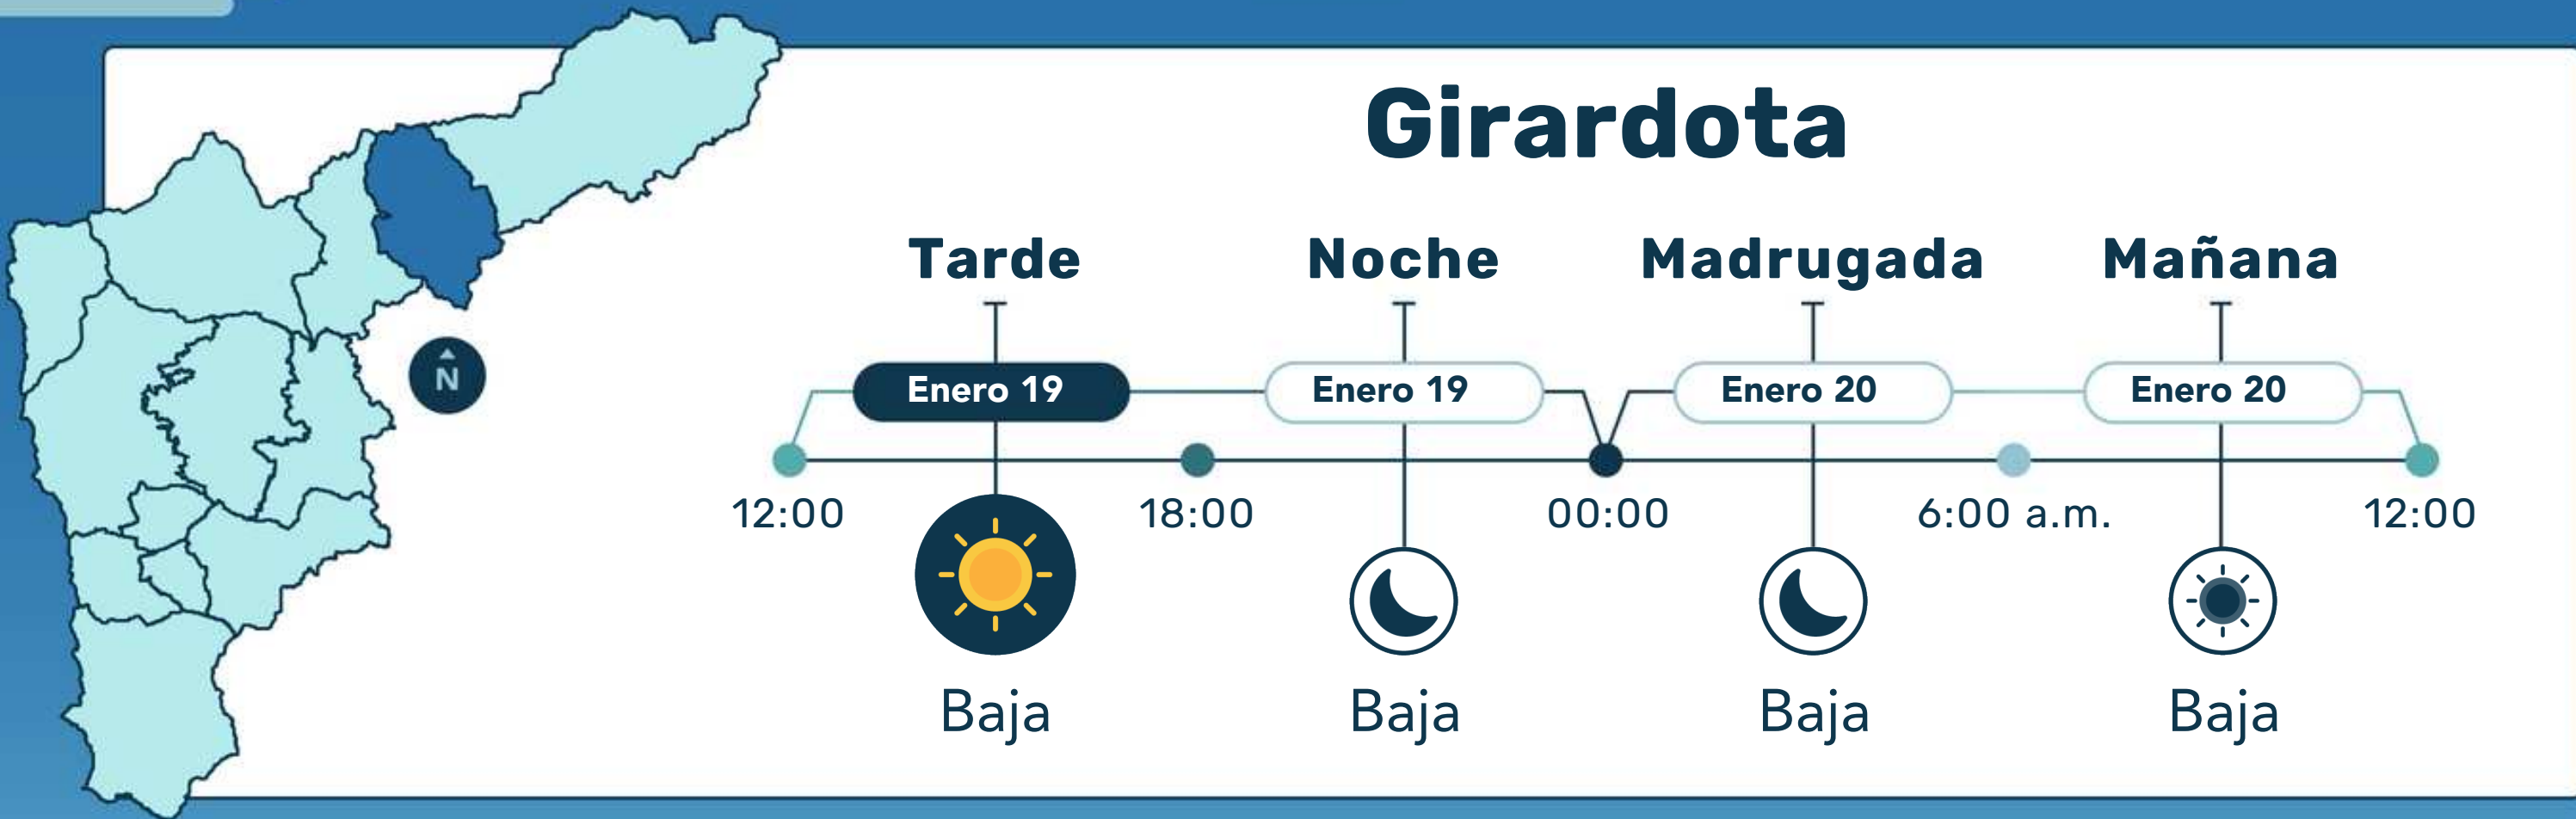 Girardota
Tarde Noche Madrugada Mañana
N
Enero 19 Enero 19 Enero 20 Enero 20
12:00 18:00 00:00 6:00 a.m. 12:00
Baja Baja Baja Baja